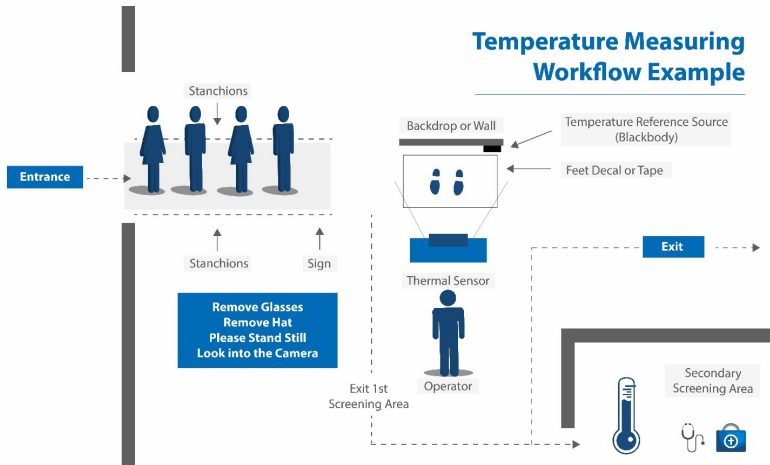 Temperature Measuring
Workflow Example
Stanchions
Backdrop or Wall
Temperature Reference Source
(Blackbody)
Feet Decal or Tape
Entrance
Exit
Stanchions
Sign
Thermal Sensor
Remove Glasses
Remove Hat
Please Stand Still
Look into the Camera
Operator
Exit 1st
Screening Area
Secondary
Screening Area